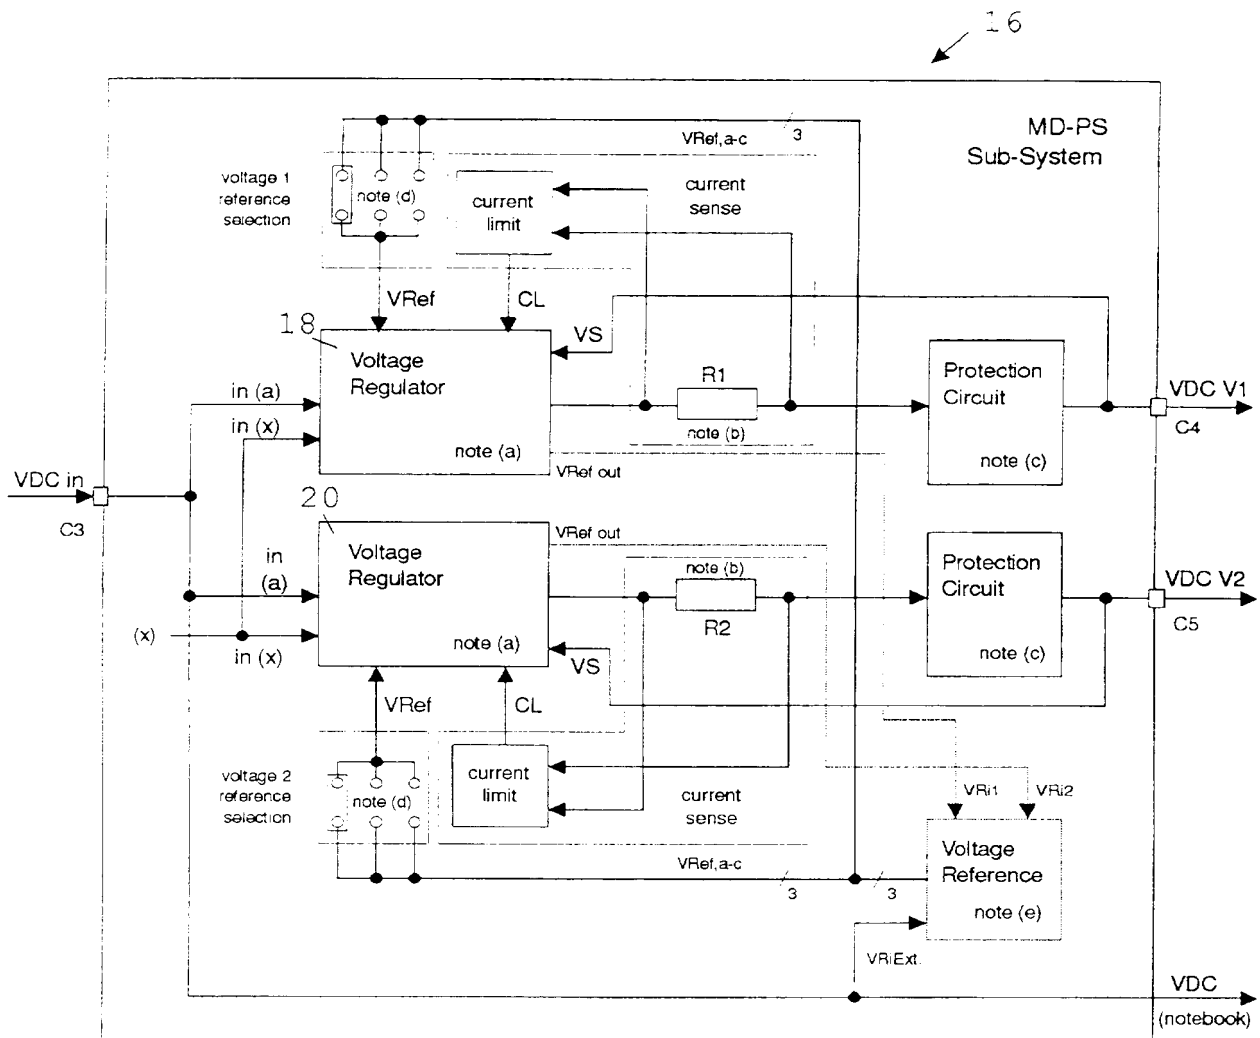 16
MD-PS
Sub-System
VRef,a-c
3
voltage 1
reference
selection
note (d)
current
limit
current
sense
VRef
CL
VS
18
Voltage
Regulator
note (a)
in (a)
in (x)
R1
note (b)
Protection
Circuit
note (c)
VDC V1
C4
VRef out
VDC in
C3
20
Voltage
Regulator
note (a)
in
(a)
(x)
in (x)
VRef out
note (b)
R2
Protection
Circuit
note (c)
VDC V2
C5
VS
VRef
CL
voltage 2
reference
selection
note (d)
current
limit
current
sense
VRef,a-c
3
3
VRi1
VRi2
Voltage
Reference
note (e)
VRiExt.
VDC
(notebook)